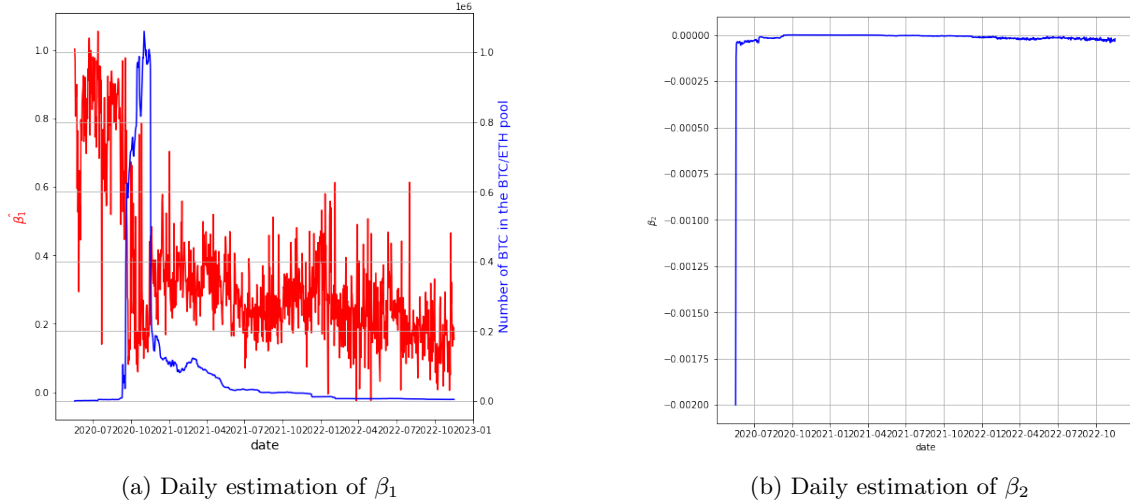 1e6
1.0
0.8
0.6
0.4
0.2
0.0
β̂₁
1.0
0.8
0.6
0.4
0.2
0.0
Number of BTC in the BTC/ETH pool
2020-07 2020-10 2021-01 2021-04 2021-07 2021-10 2022-01 2022-04 2022-07 2022-10 2023-01
date
(a) Daily estimation of β₁
0.00000
−0.00025
−0.00050
−0.00075
−0.00100
−0.00125
−0.00150
−0.00175
−0.00200
β₂
2020-07 2020-10 2021-01 2021-04 2021-07 2021-10 2022-01 2022-04 2022-07 2022-10
date
(b) Daily estimation of β₂